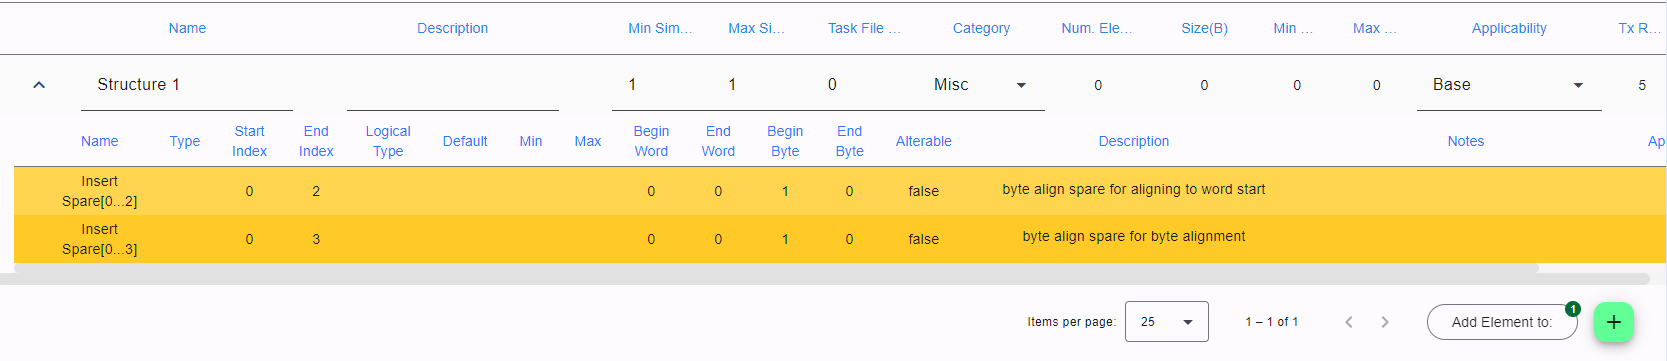 Name Description Min Sim... Max Si... Task File ... Category Num. Ele... Size(B) Min ... Max ... Applicability Tx R...
Structure 1 1 1 0 Misc 0 0 0 0 Base 5
Name Type Start Index End Index Logical Type Default Min Max Begin Word End Word Begin Byte End Byte Alterable Description Notes Ap
Insert Spare[0...2] 0 2 0 0 1 0 false byte align spare for aligning to word start
Insert Spare[0...3] 0 3 0 0 1 0 false byte align spare for byte alignment
Items per page: 25 1 – 1 of 1 Add Element to: 1 +